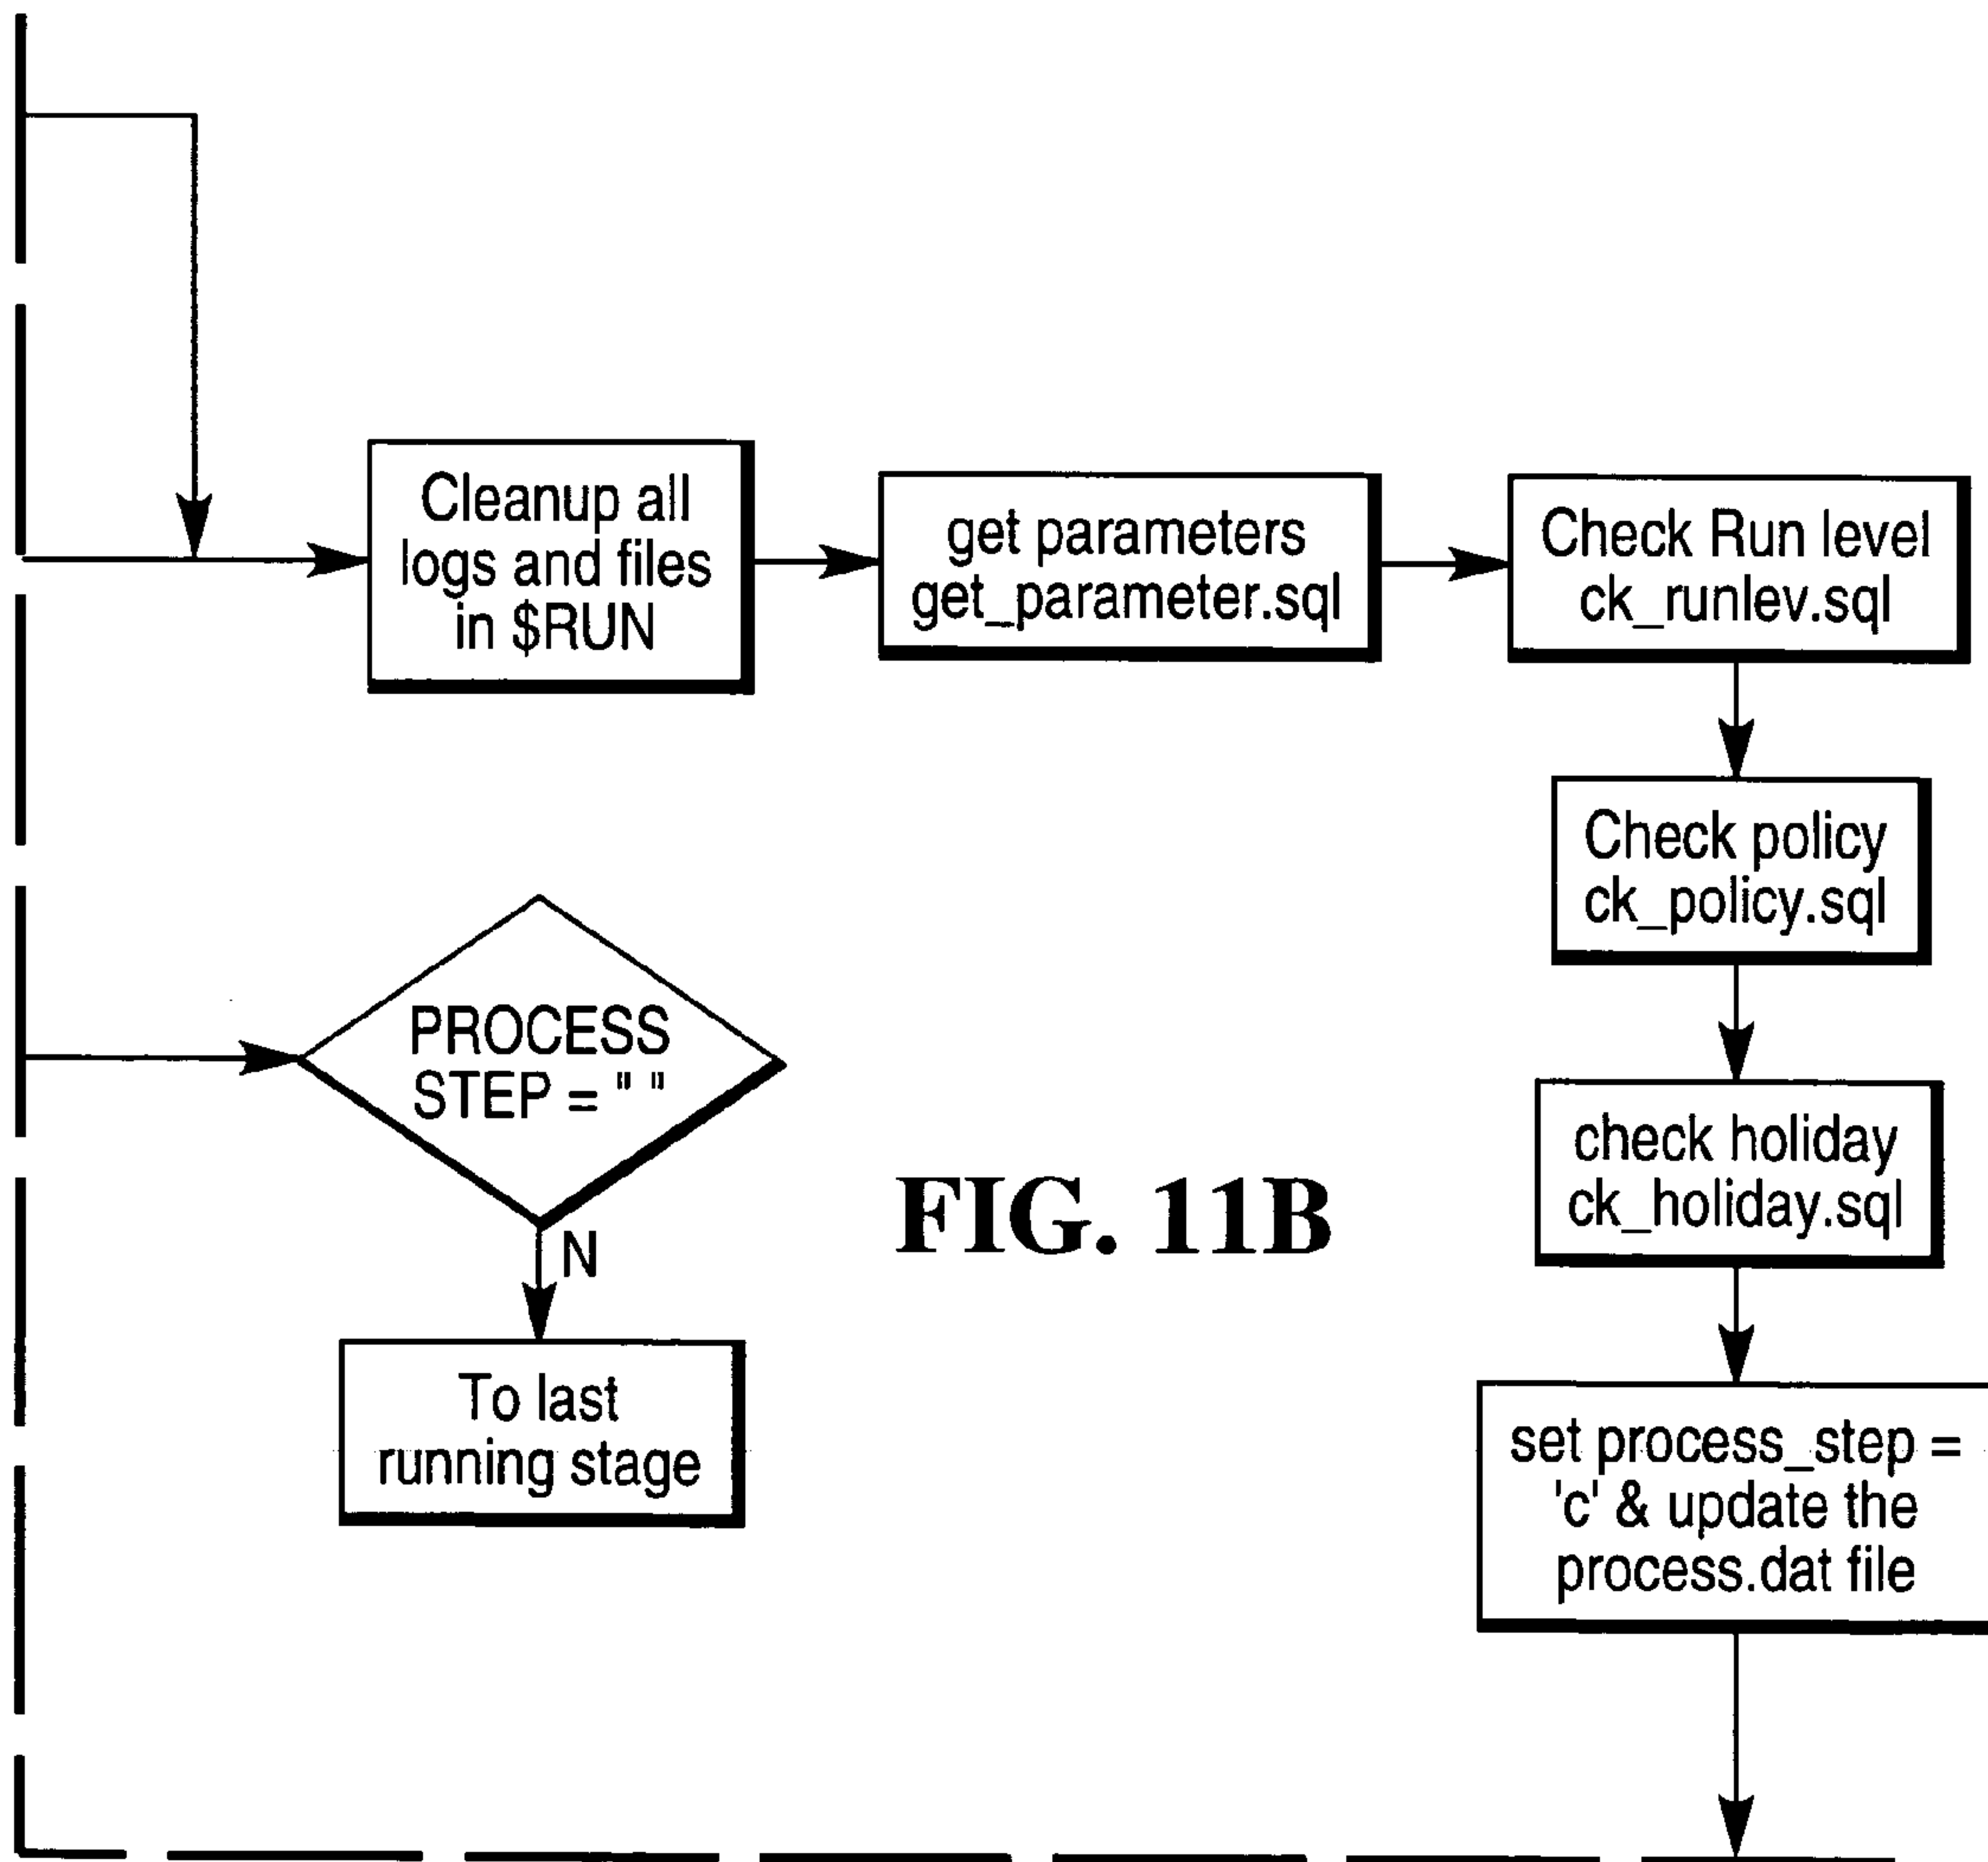 Cleanup all
logs and files
in $RUN
get parameters
get_parameter.sql
Check Run level
ck_runlev.sql
Check policy
ck_policy.sql
PROCESS
STEP = " "
N
To last
running stage
FIG. 11B
check holiday
ck_holiday.sql
set process_step =
'c' & update the
process.dat file